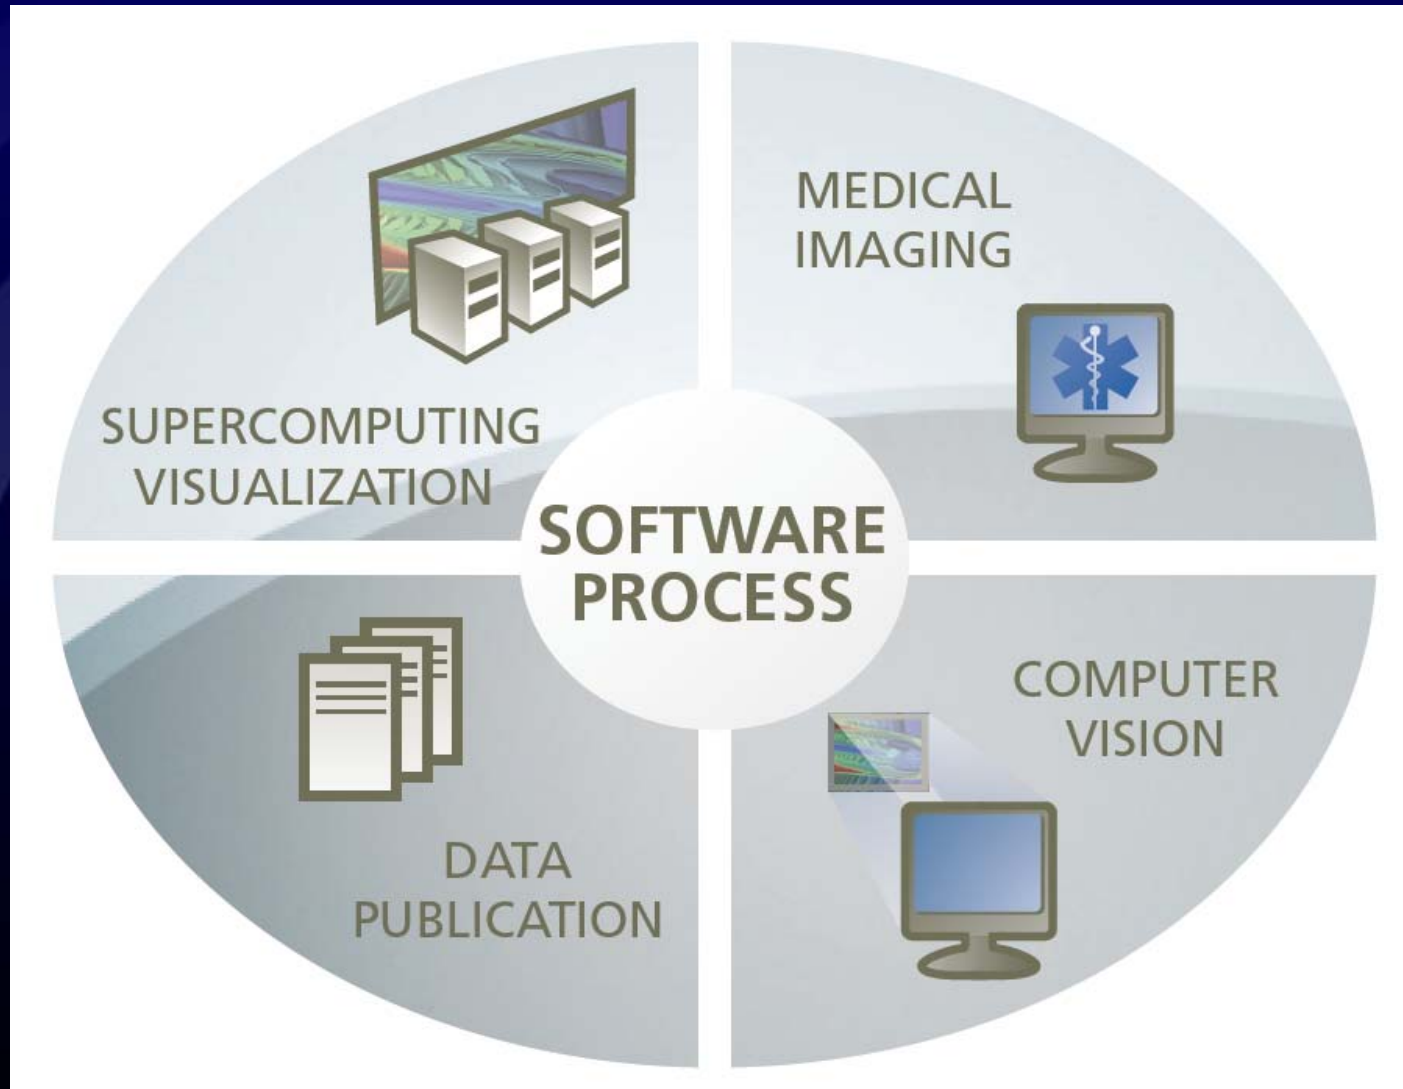 SUPERCOMPUTING
VISUALIZATION
MEDICAL
IMAGING
SOFTWARE
PROCESS
DATA
PUBLICATION
COMPUTER
VISION